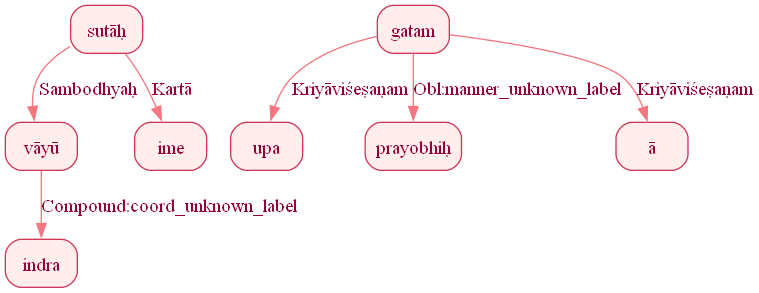 sutāḥ gatam
Sambodhyaḥ Kartā Kriyāviśeṣaṇam Obl:manner_unknown_label Kriyāviśeṣaṇam
vāyū ime upa prayobhiḥ ā
Compound:coord_unknown_label
indra